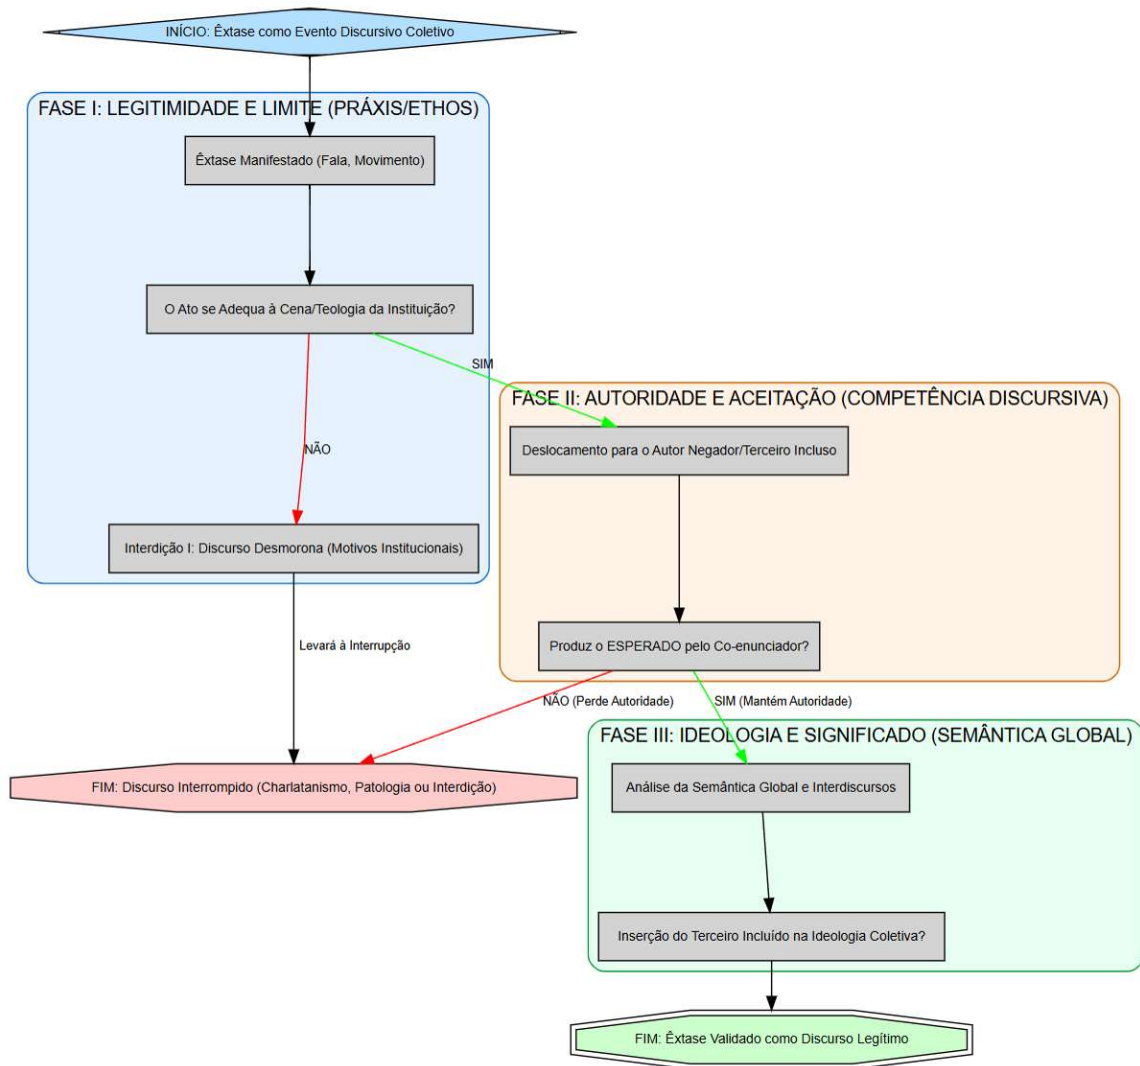 INÍCIO: Êxtase como Evento Discursivo Coletivo
FASE I: LEGITIMIDADE E LIMITE (PRÁXIS/ETHOS)
Êxtase Manifestado (Fala, Movimento)
O Ato se Adequa à Cena/Teologia da Instituição?
SIM
FASE II: AUTORIDADE E ACEITAÇÃO (COMPETÊNCIA DISCURSIVA)
Deslocamento para o Autor Negador/Terceiro Incluso
NÃO
Interdição I: Discurso Desmorona (Motivos Institucionais)
Levará à Interrupção
Produz o ESPERADO pelo Co-enunciador?
NÃO (Perde Autoridade)
SIM (Mantém Autoridade)
FASE III: IDEOLOGIA E SIGNIFICADO (SEMÂNTICA GLOBAL)
FIM: Discurso Interrompido (Charlatanismo, Patologia ou Interdição)
Análise da Semântica Global e Interdiscursos
Inserção do Terceiro Incluído na Ideologia Coletiva?
FIM: Êxtase Validado como Discurso Legítimo